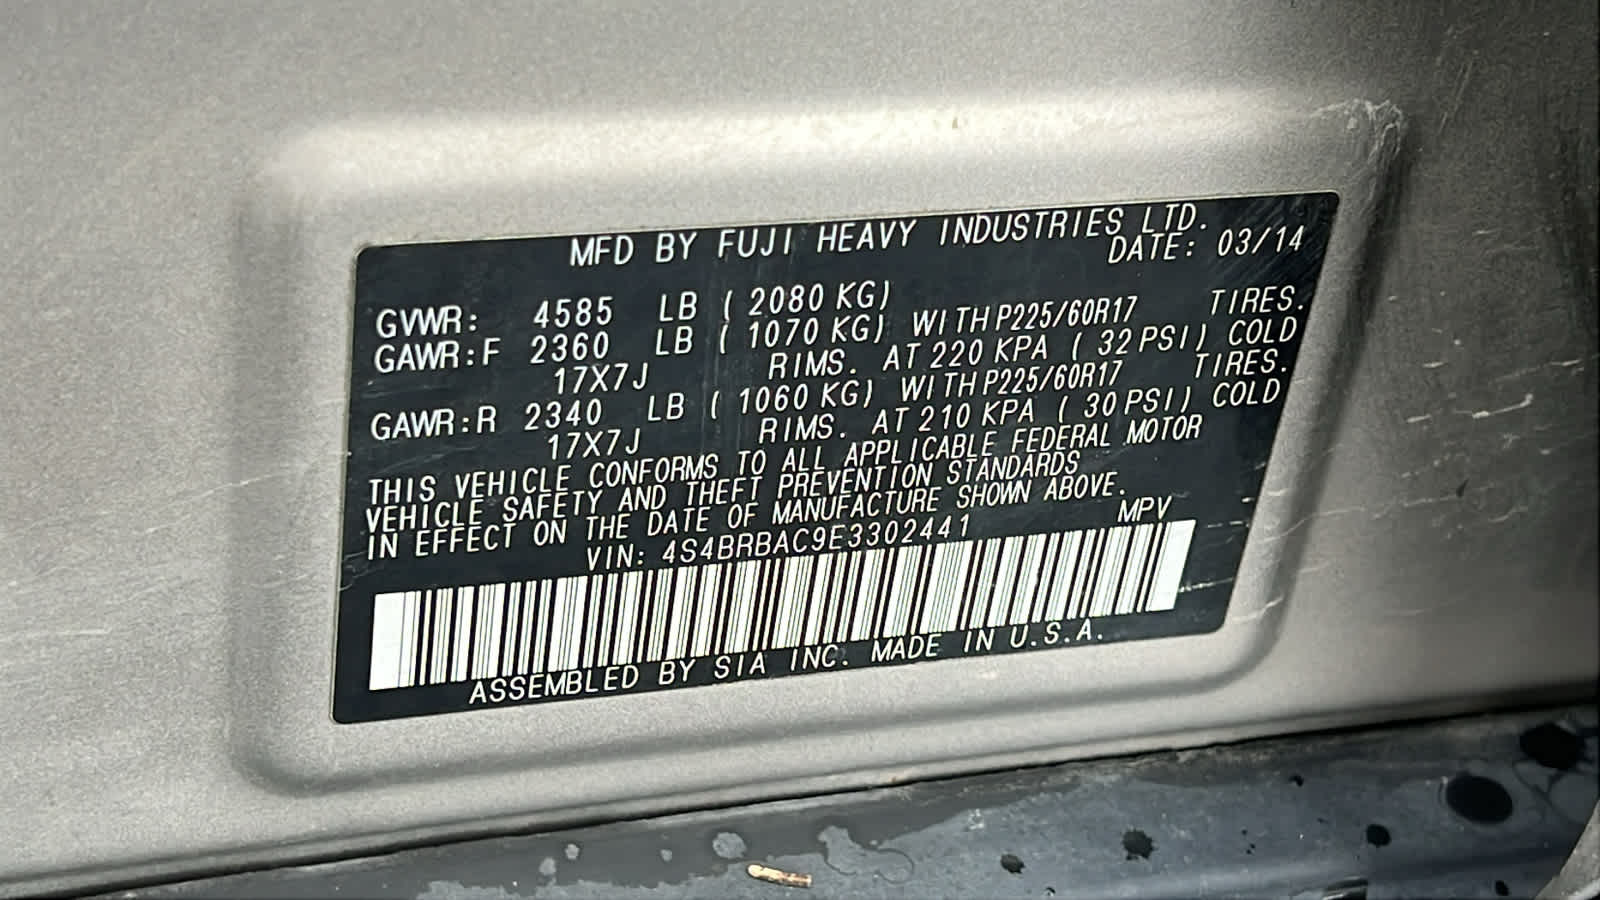 MFD BY FUJI HEAVY INDUSTRIES LTD.
DATE: 03/14
GVWR: 4585 LB ( 2080 KG)
GAWR:F 2360 LB ( 1070 KG) WITH P225/60R17 TIRES.
17X7J RIMS. AT 220 KPA ( 32 PSI) COLD
GAWR:R 2340 LB ( 1060 KG) WITH P225/60R17 TIRES.
17X7J RIMS. AT 210 KPA ( 30 PSI) COLD
THIS VEHICLE CONFORMS TO ALL APPLICABLE FEDERAL MOTOR
VEHICLE SAFETY AND THEFT PREVENTION STANDARDS
IN EFFECT ON THE DATE OF MANUFACTURE SHOWN ABOVE.
VIN: 4S4BRBAC9E3302441 MPV
ASSEMBLED BY SIA INC. MADE IN U.S.A.